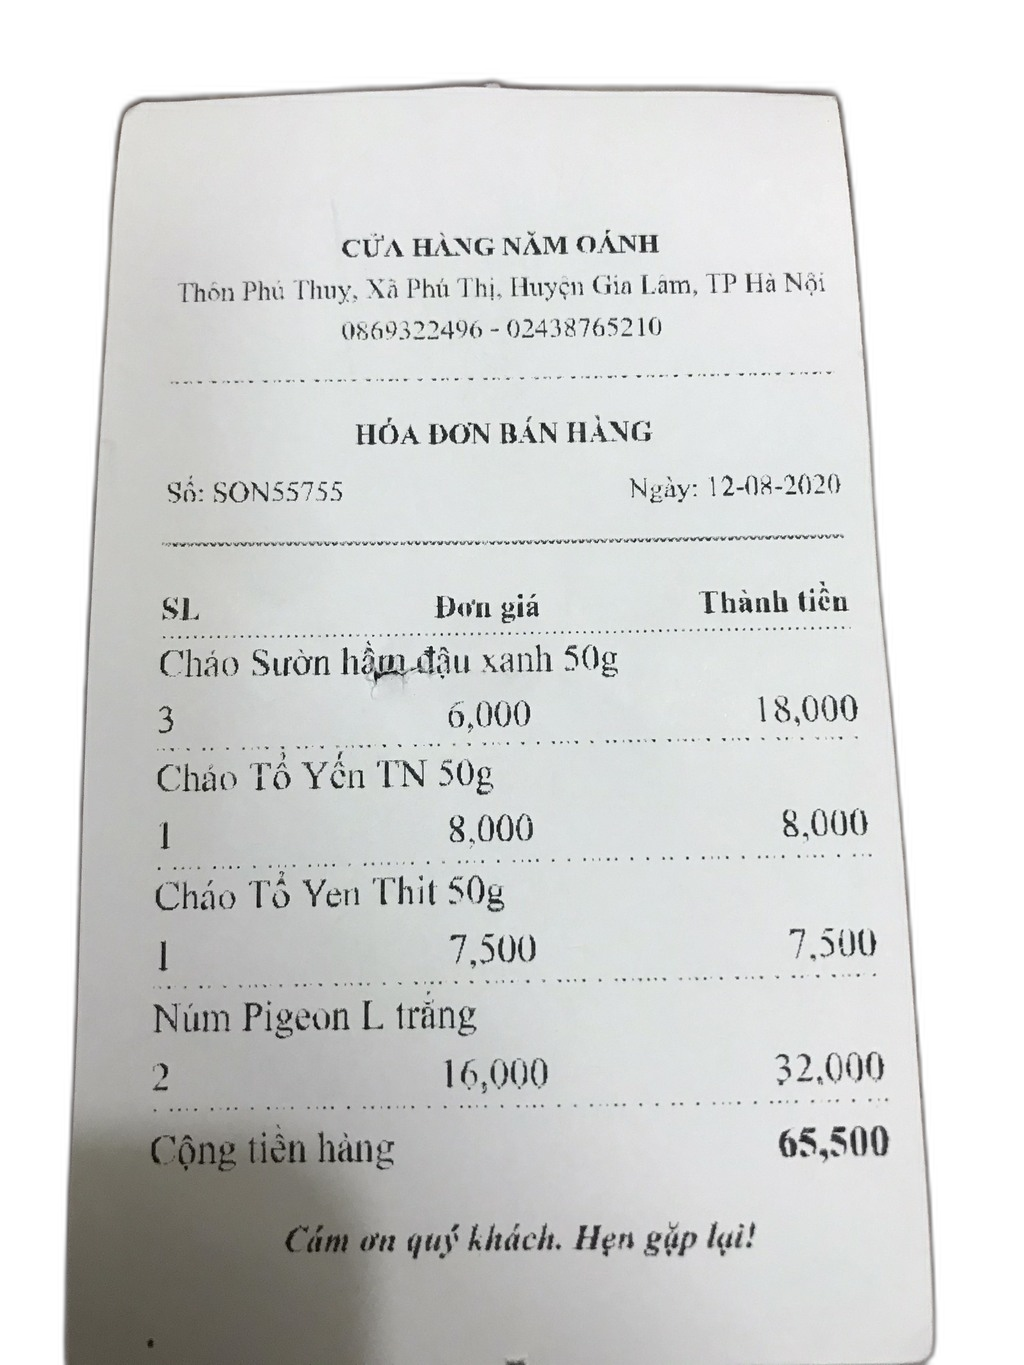 CỬA HÀNG NĂM OÁNH
Thôn Phú Thuy, Xã Phú Thị, Huyện Gia Lâm, TP Hà Nội
0869322496 - 02438765210
HÓA ĐƠN BÁN HÀNG
Số: SON55755 Ngày: 12-08-2020
SL Đơn giá Thành tiền
Cháo Sườn hầm đậu xanh 50g
3 6,000 18,000
Cháo Tổ Yến TN 50g
1 8,000 8,000
Cháo Tổ Yen Thit 50g
1 7,500 7,500
Núm Pigeon L trắng
2 16,000 32,000
Cộng tiền hàng 65,500
Cám ơn quý khách. Hẹn gặp lại!